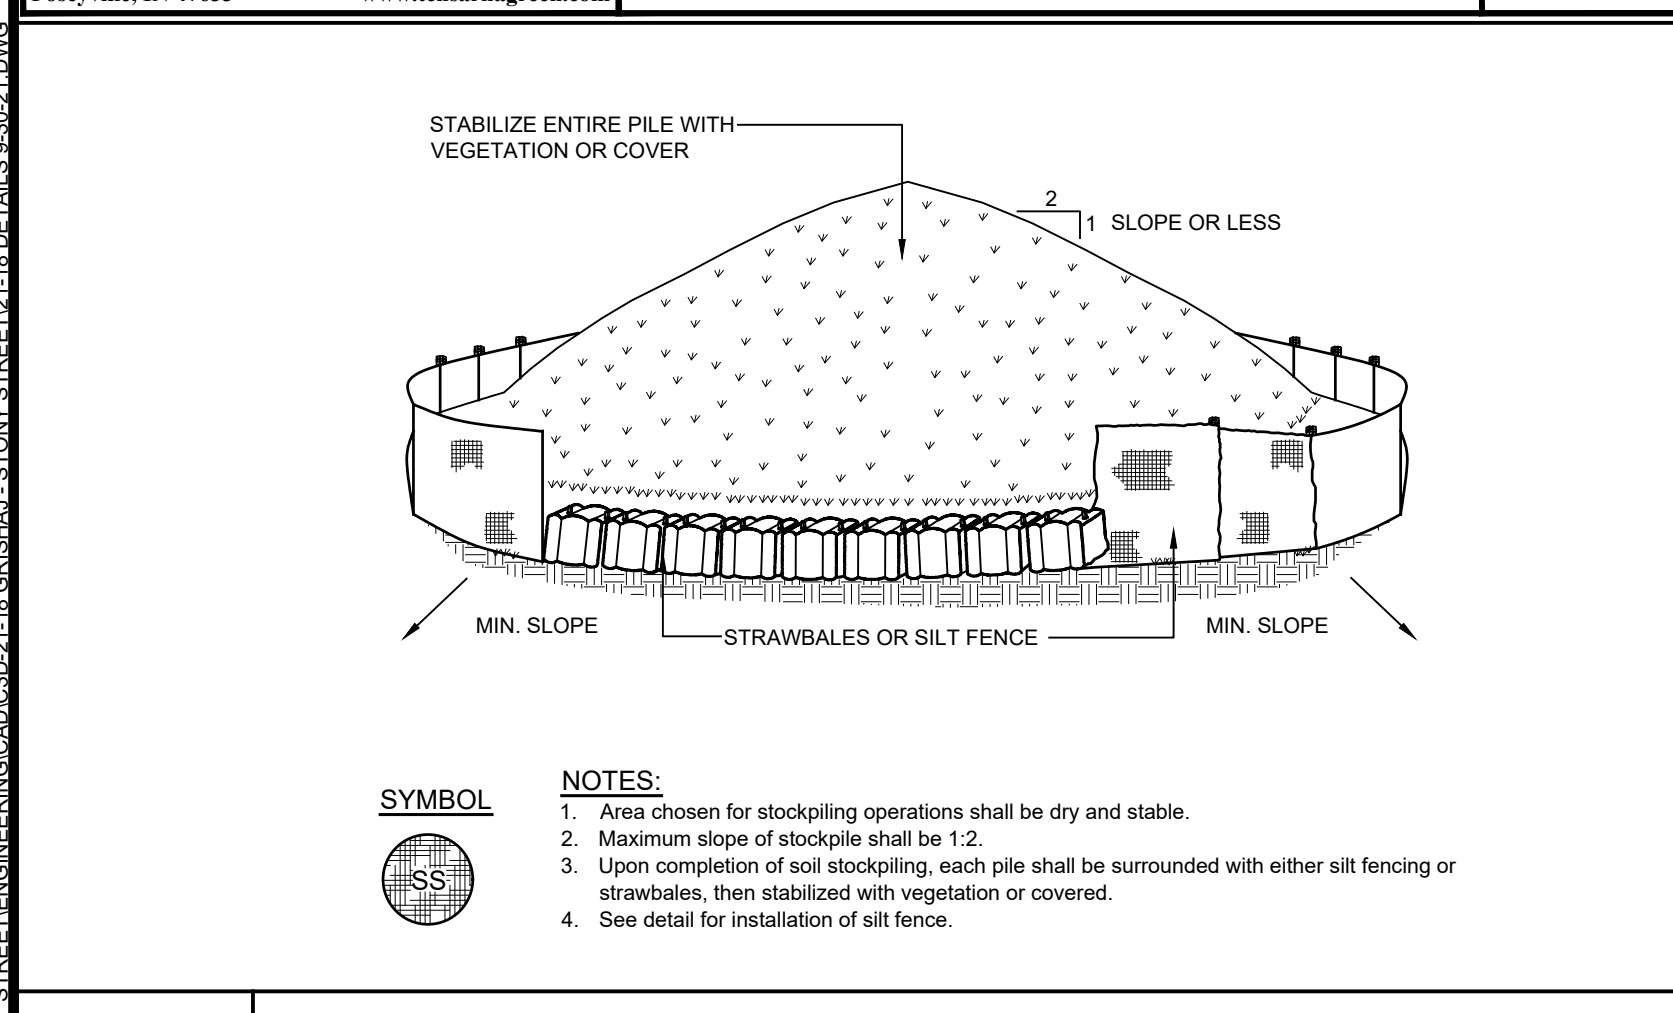 STABILIZE ENTIRE PILE WITH
VEGETATION OR COVER
2
1 SLOPE OR LESS
MIN. SLOPE
STRAWBALES OR SILT FENCE
MIN. SLOPE
SYMBOL
SS
NOTES:
1. Area chosen for stockpiling operations shall be dry and stable.
2. Maximum slope of stockpile shall be 1:2.
3. Upon completion of soil stockpiling, each pile shall be surrounded with either silt fencing or
strawbales, then stabilized with vegetation or covered.
4. See detail for installation of silt fence.